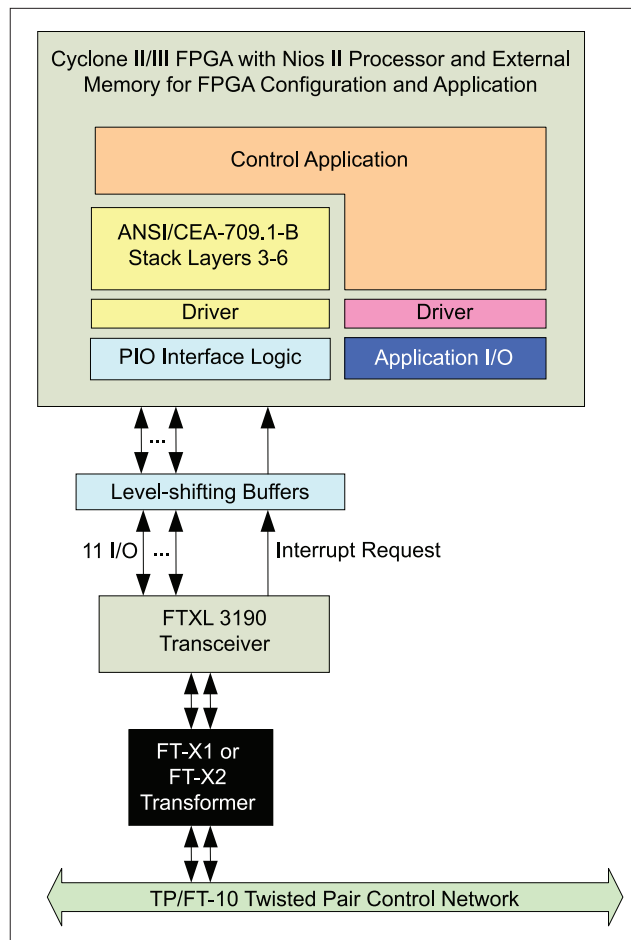 Cyclone II/III FPGA with Nios II Processor and External
Memory for FPGA Configuration and Application
Control Application
ANSI/CEA-709.1-B
Stack Layers 3-6
Driver
Driver
PIO Interface Logic
Application I/O
...
Level-shifting Buffers
11 I/O
...
Interrupt Request
FTXL 3190
Transceiver
FT-X1 or
FT-X2
Transformer
TP/FT-10 Twisted Pair Control Network